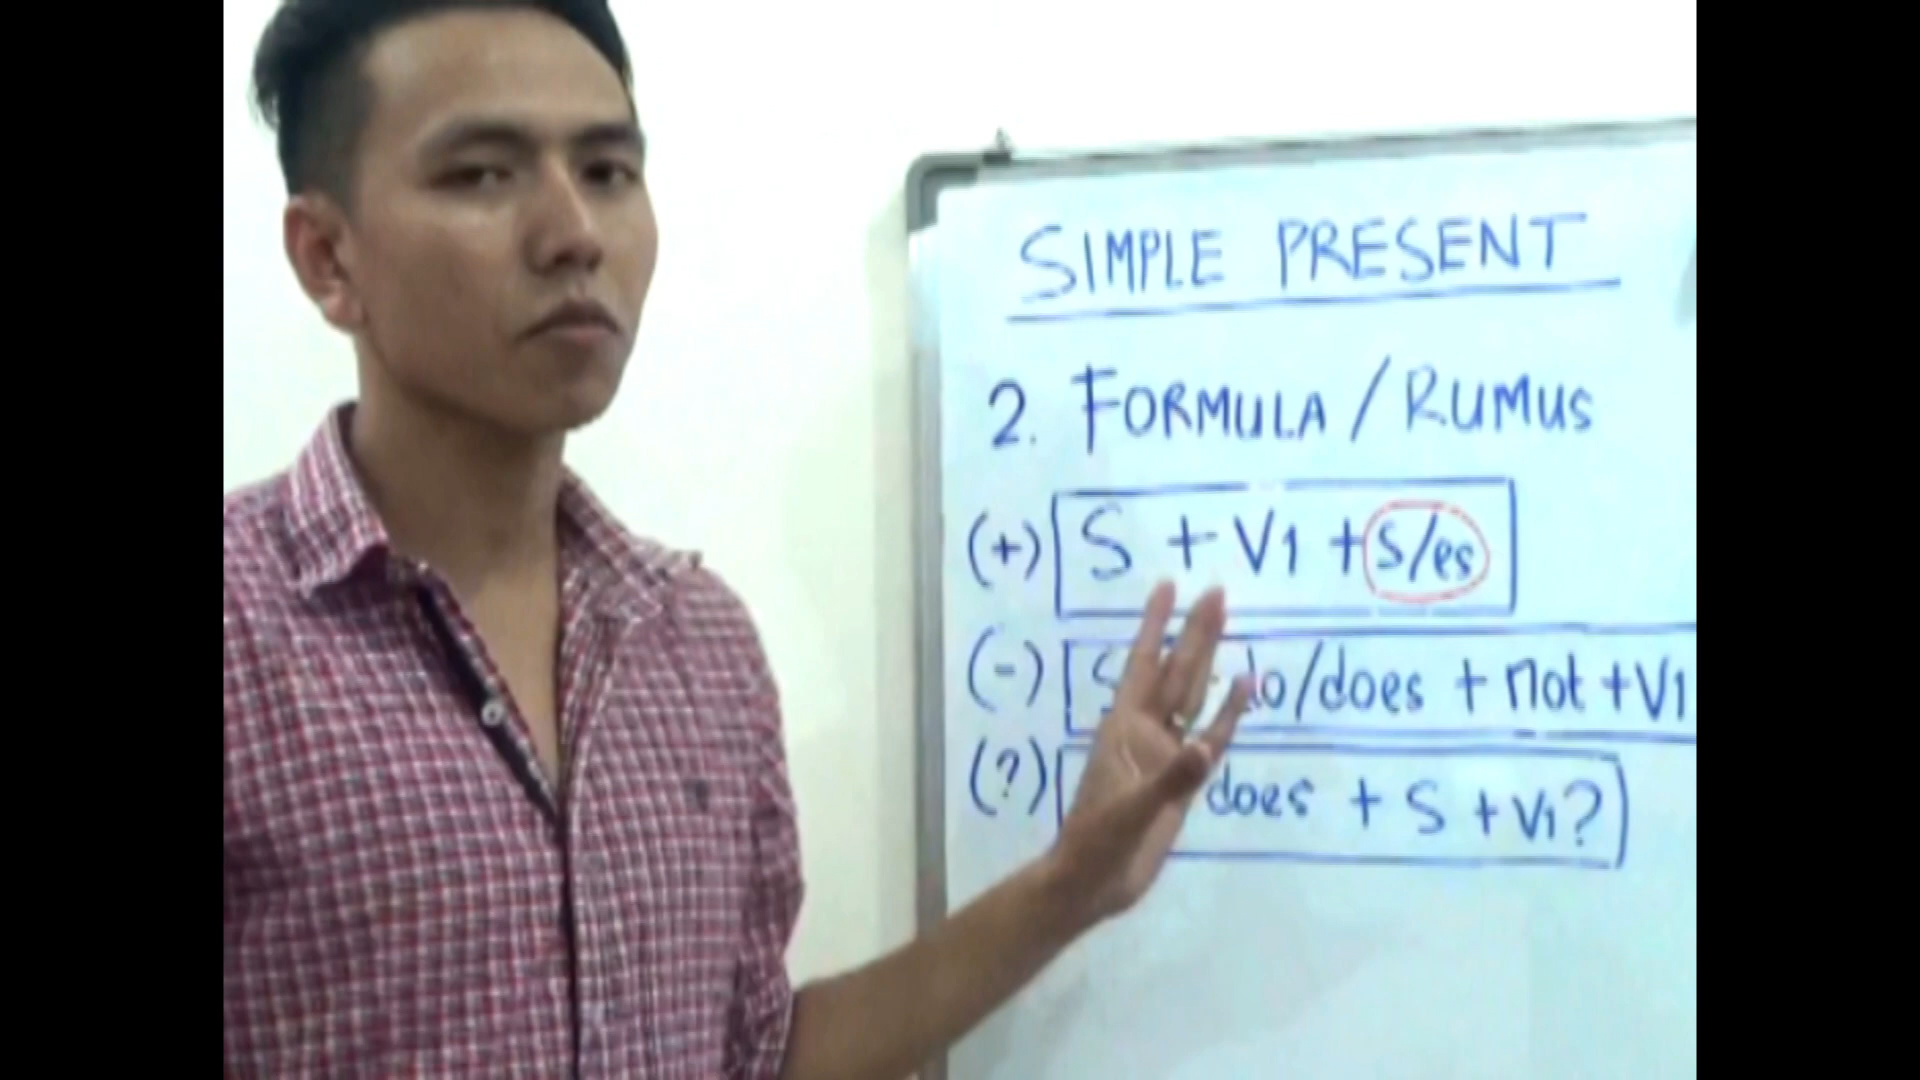 SIMPLE PRESENT
2. FORMULA / RUMUS
(+) S + V1 + s/es
(-) S do/does + not + V1
(?) does + S + V1?